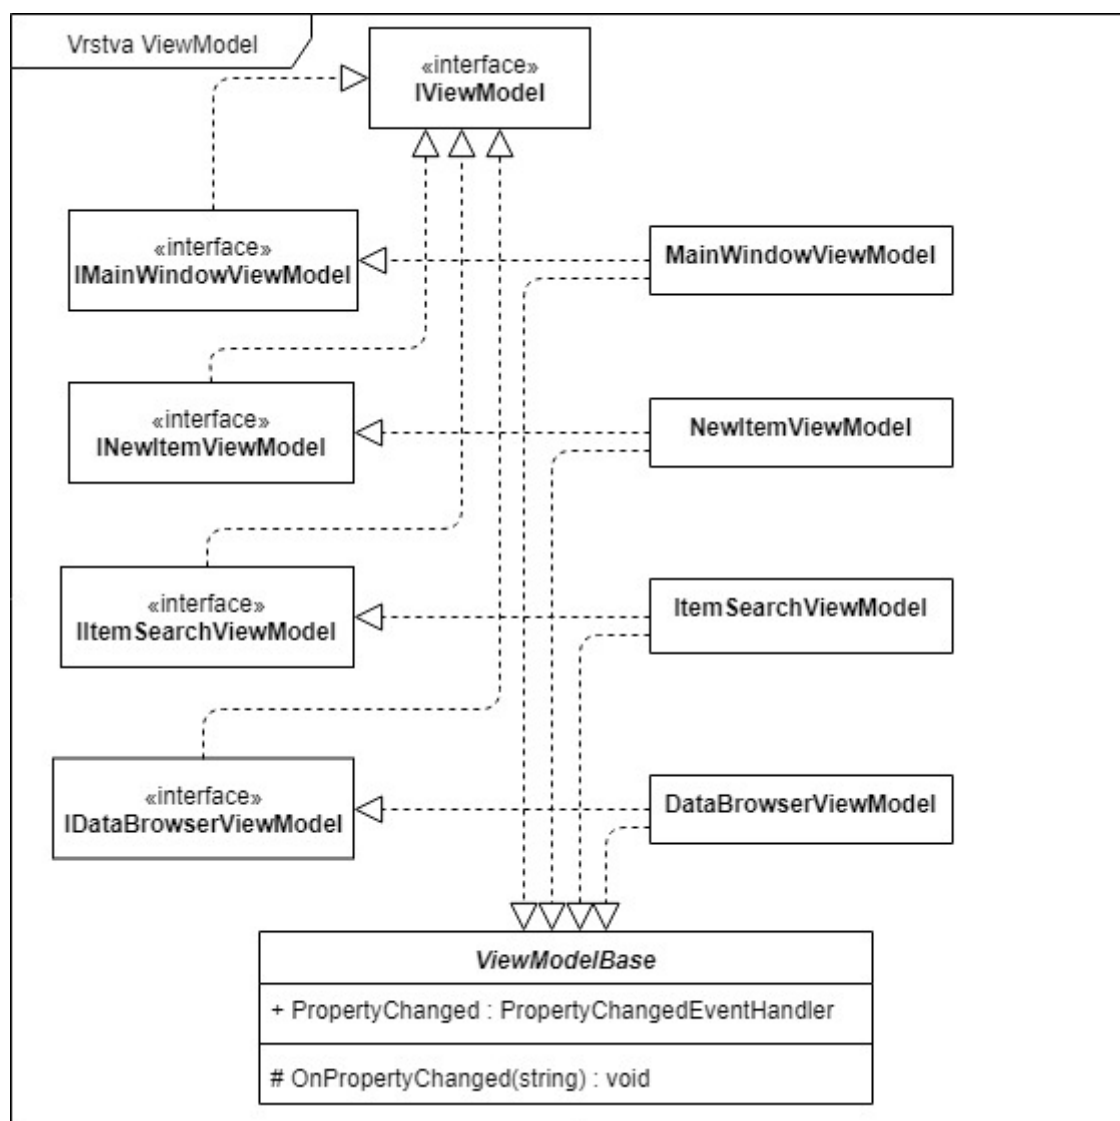 Vrstva ViewModel
«interface»
IViewModel
«interface»
IMainWindowViewModel
MainWindowViewModel
«interface»
INewItemViewModel
NewItemViewModel
«interface»
IItemSearchViewModel
ItemSearchViewModel
«interface»
IDataBrowserViewModel
DataBrowserViewModel
ViewModelBase
+ PropertyChanged : PropertyChangedEventHandler
# OnPropertyChanged(string) : void